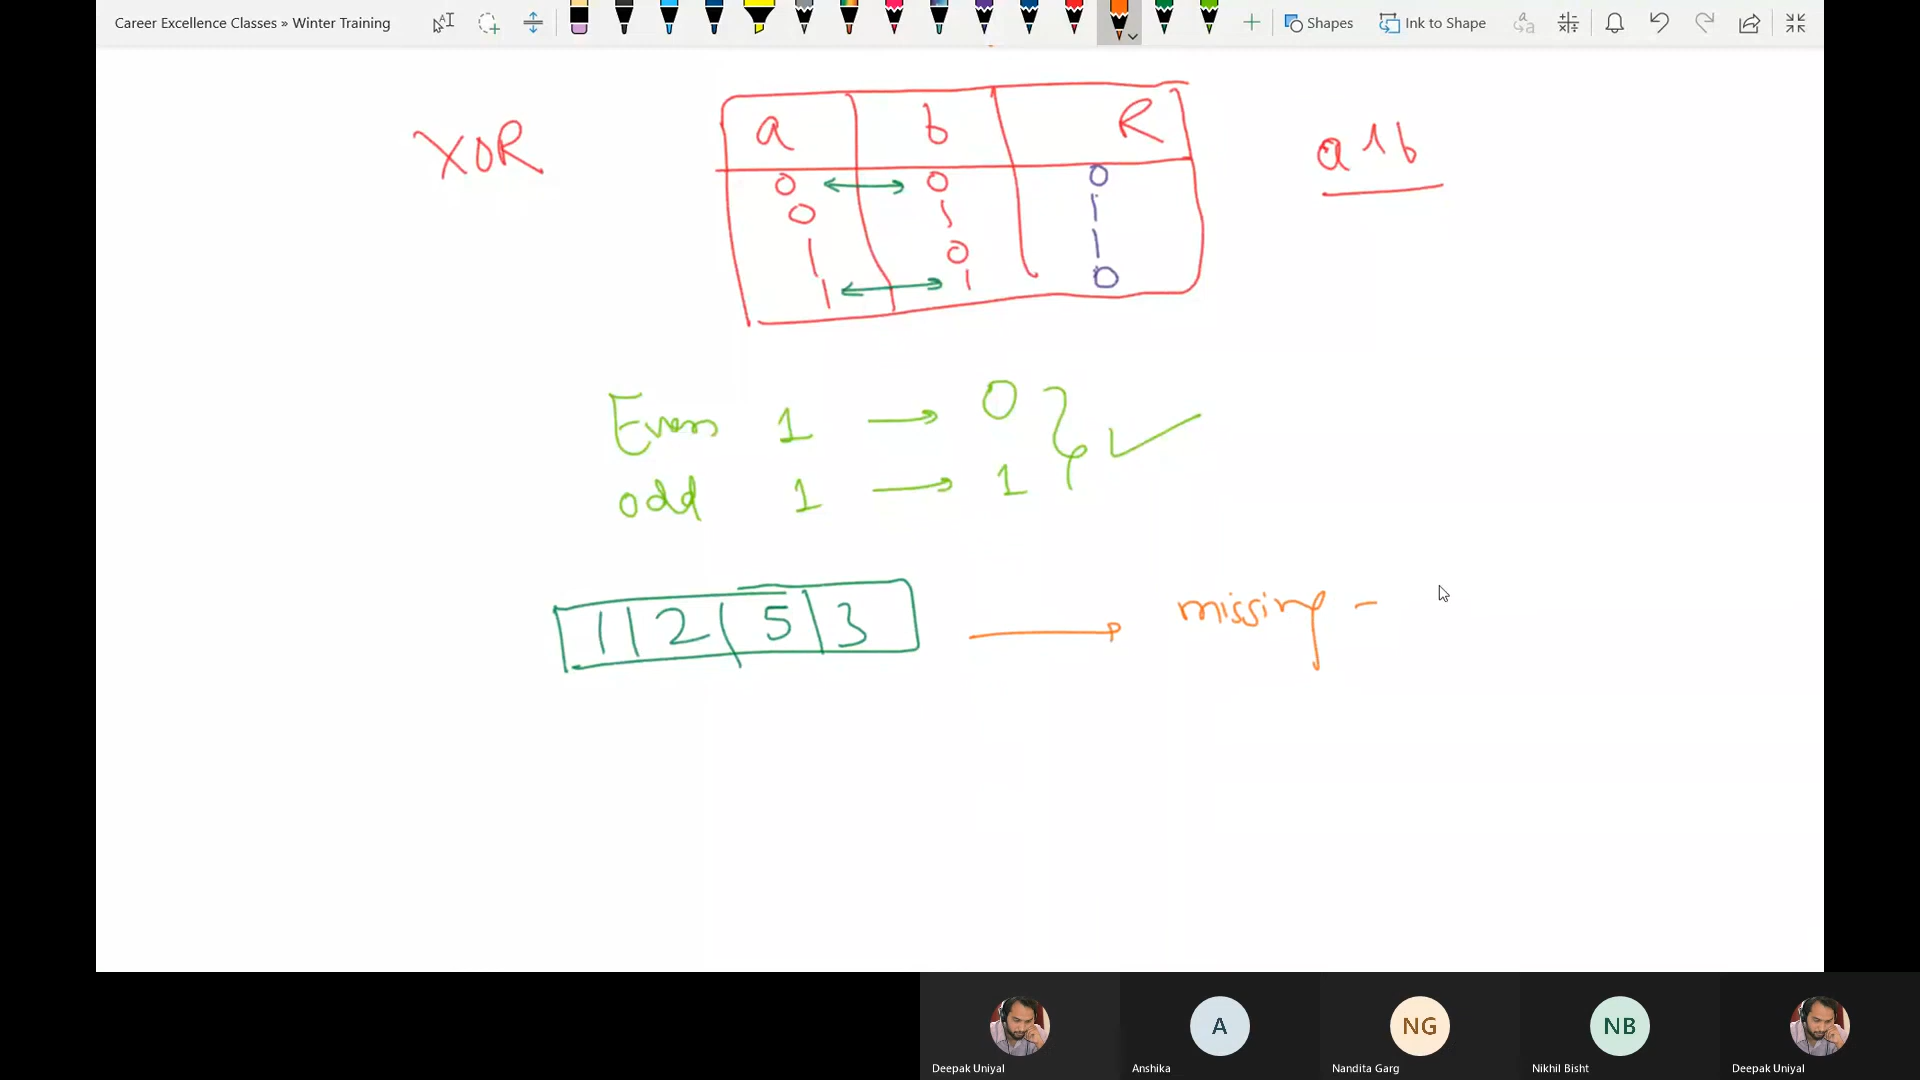 Career Excellence Classes » Winter Training
Shapes
Ink to Shape
XOR
a b R
a^b
0 0 0
0 1 1
1 0 1
1 1 0
Even 1 → 0
odd 1 → 1
1 2 5 3 → missing -
A
NG
NB
Deepak Uniyal
Anshika
Nandita Garg
Nikhil Bisht
Deepak Uniyal